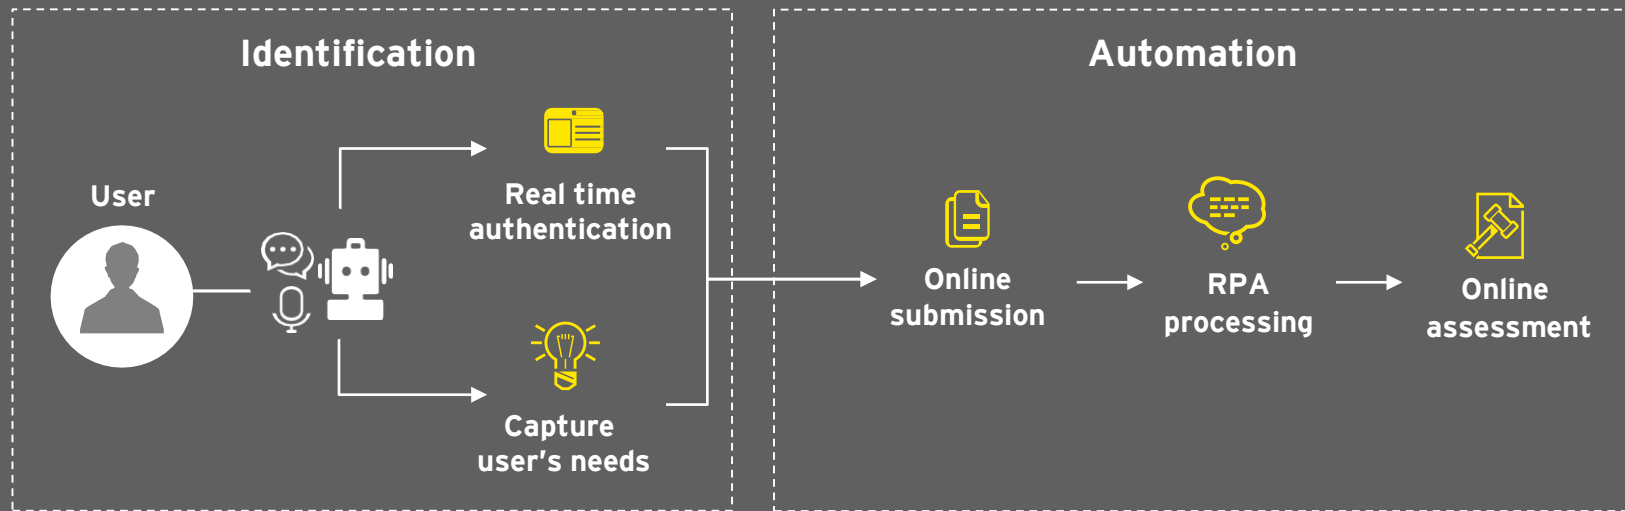 Identification
User
Real time
authentication
Capture
user's needs
Automation
Online
submission
RPA
processing
Online
assessment